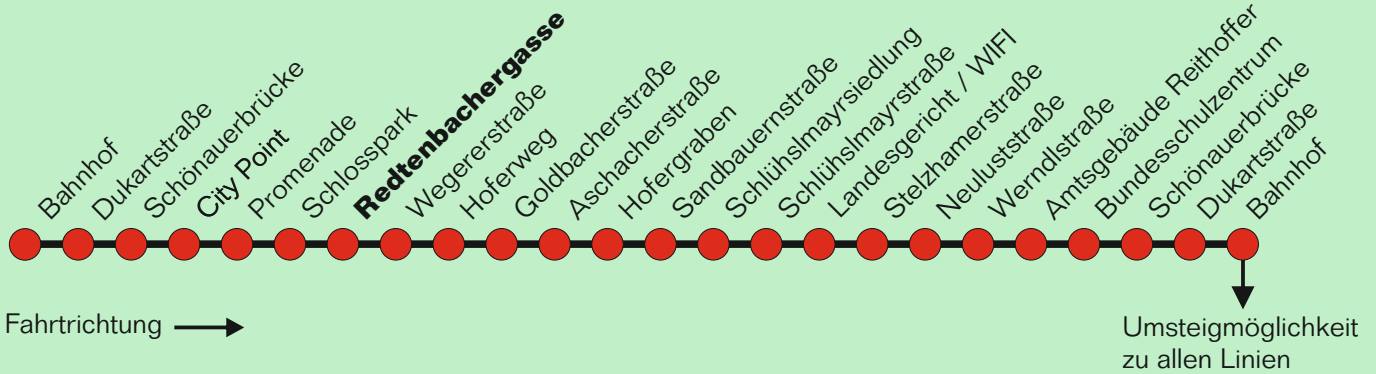 Bahnhof
Dukartstraße
Schönauerbrücke
City Point
Promenade
Schlosspark
Redtenbachergasse
Wegererstraße
Hoferweg
Goldbacherstraße
Aschacherstraße
Hofergraben
Sandbauernstraße
Schlühslmayrsiedlung
Schlühslmayrstraße
Landesgericht / WIFI
Stelzhamerstraße
Neuluststraße
Werndlstraße
Amtsgebäude Reithoffer
Bundesschulzentrum
Schönauerbrücke
Dukartstraße
Bahnhof
Fahrtrichtung
Umsteigmöglichkeit
zu allen Linien